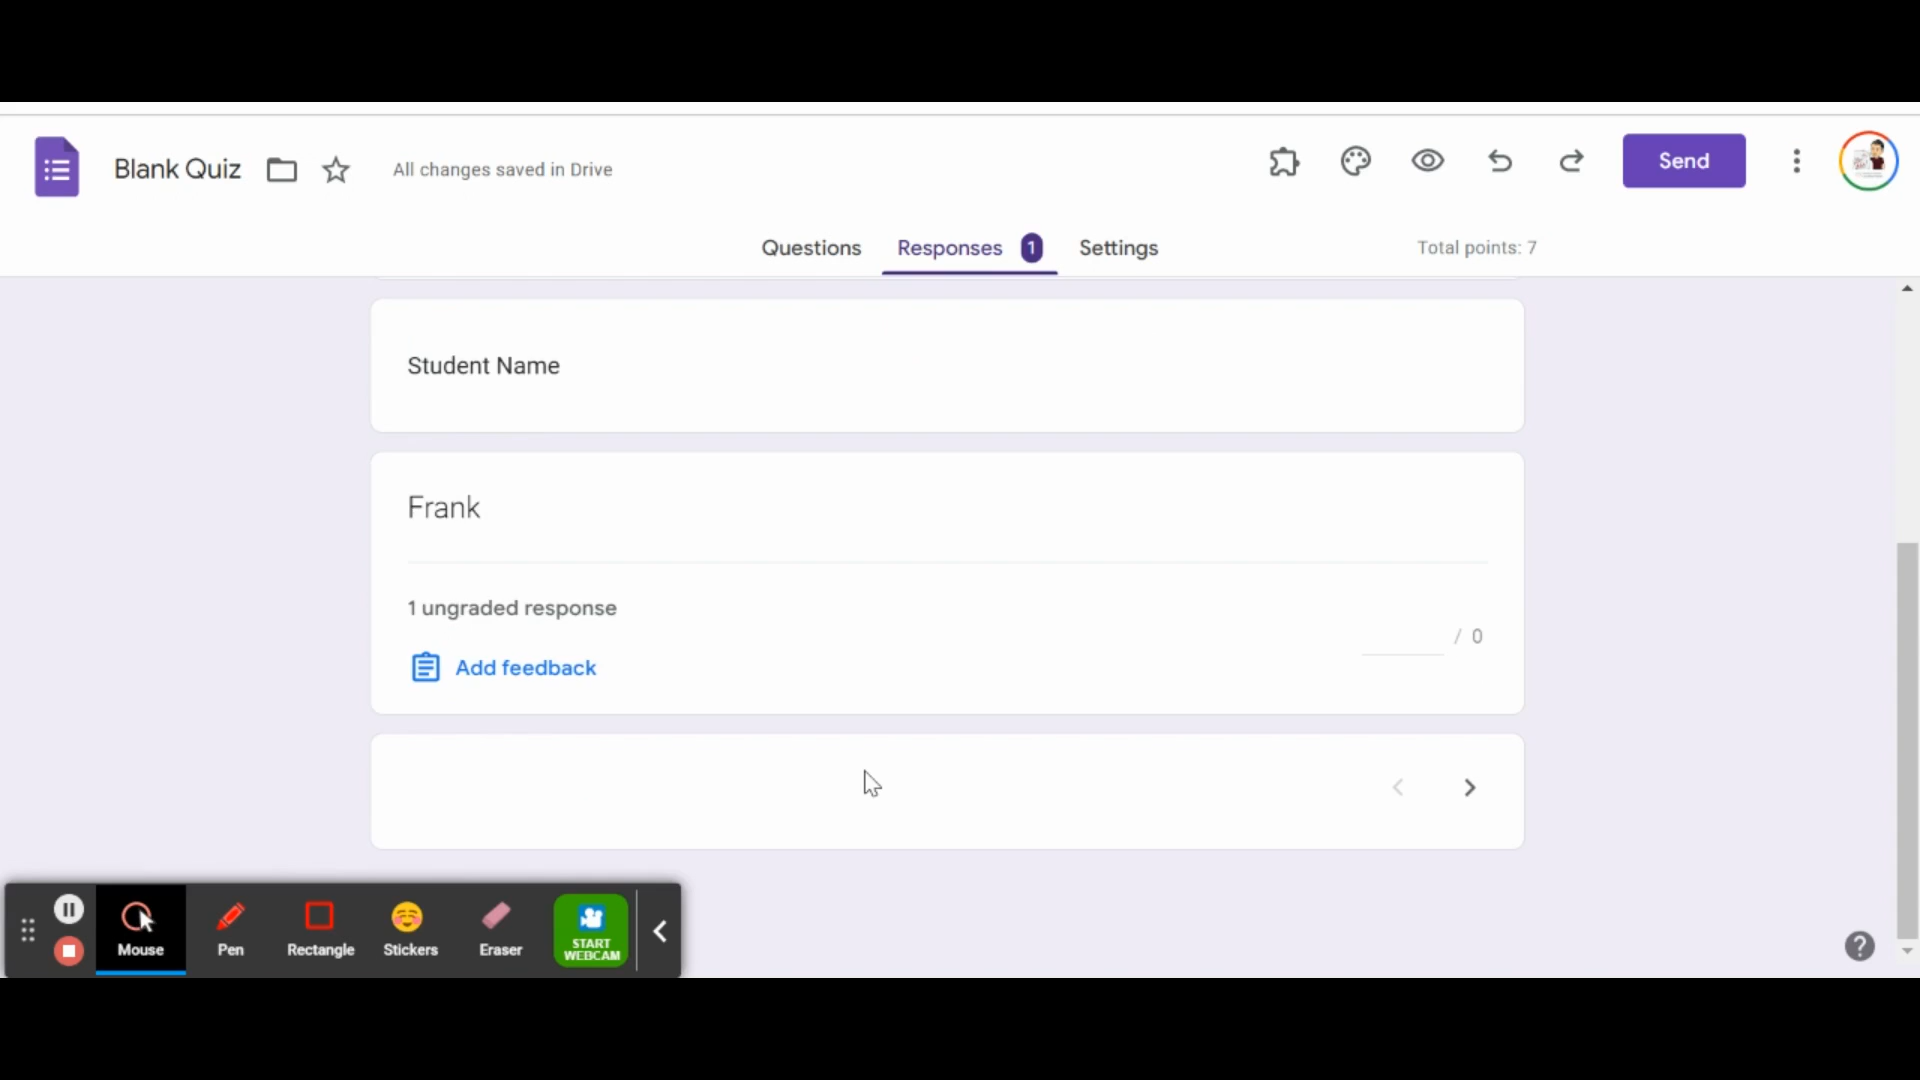 Blank Quiz
All changes saved in Drive
Send
Questions
Responses 1
Settings
Total points: 7
Student Name
Frank
1 ungraded response
/ 0
Add feedback
Mouse
Pen
Rectangle
Stickers
Eraser
START
WEBCAM